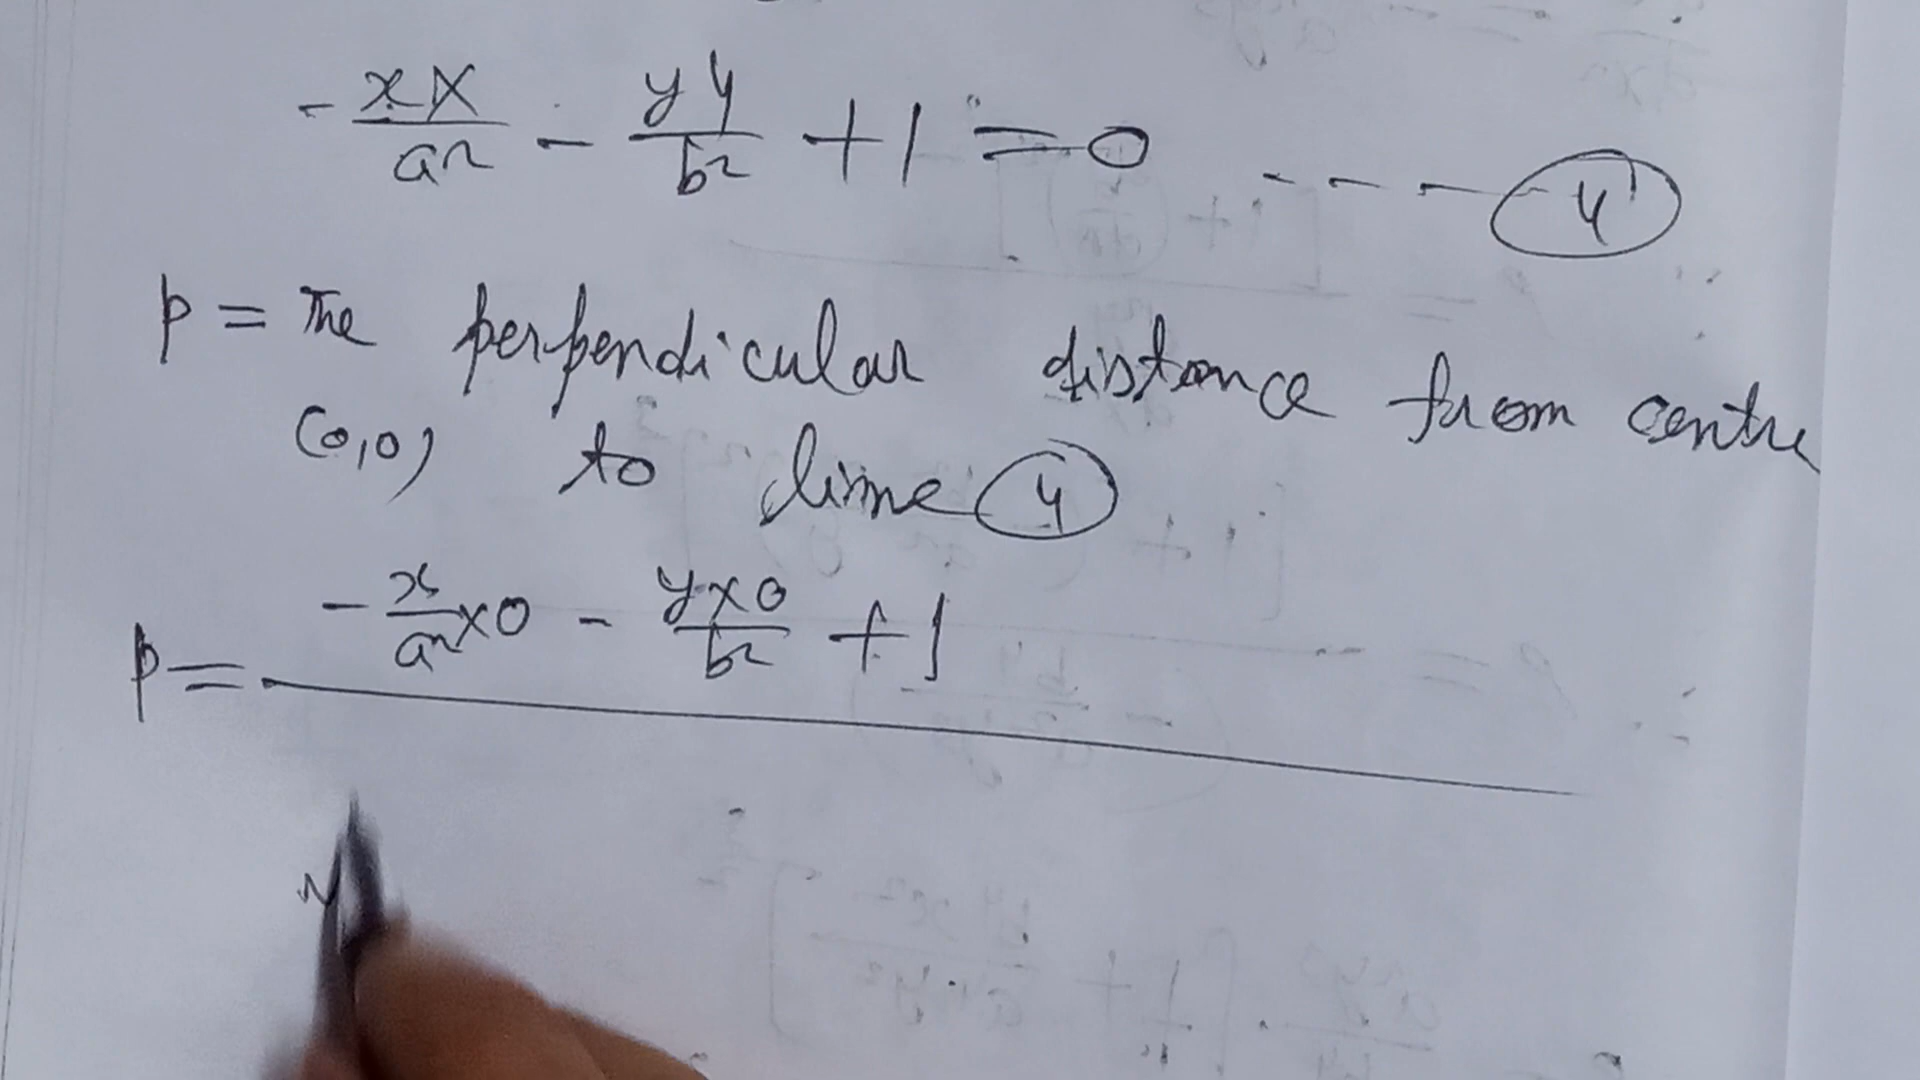 - xX/a² - yY/b² + 1 = 0 ---- (4)
p = The perpendicular distance from centre
(0,0) to line (4)
p = (- x/a² × 0 - y×0/b² + 1) /